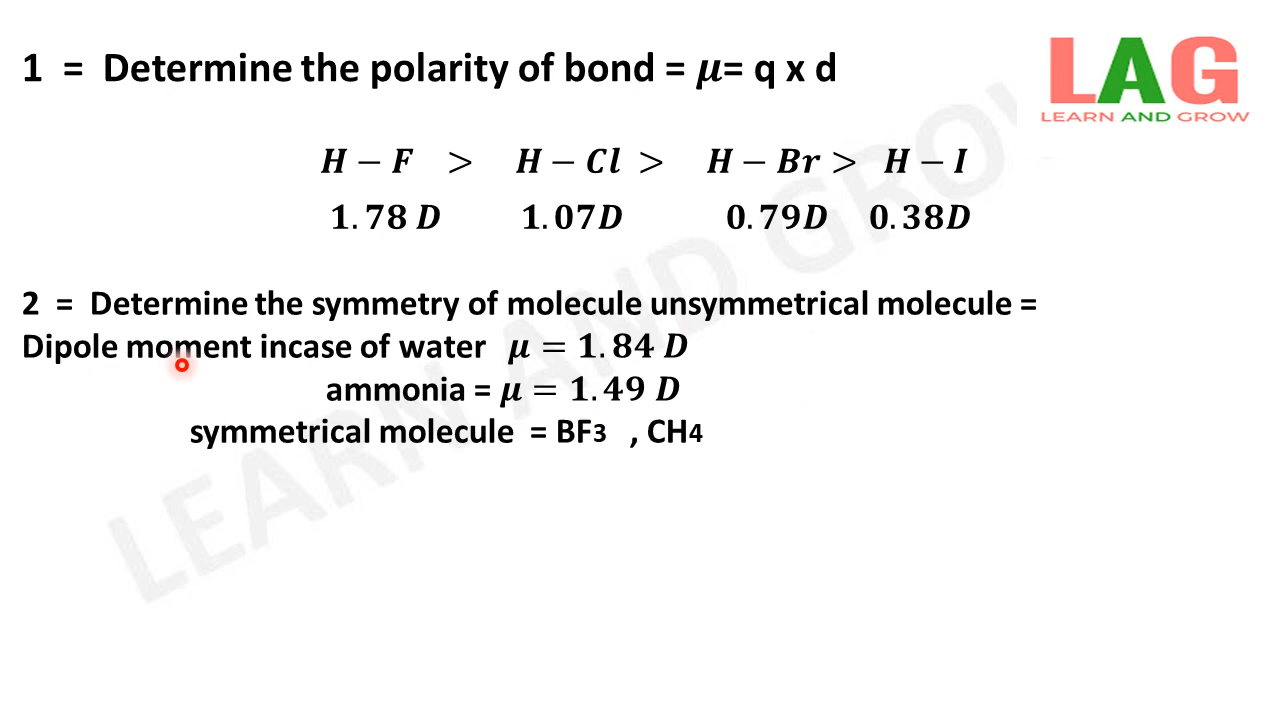 1 = Determine the polarity of bond = μ= q x d
LAG
LEARN AND GROW
H − F > H − Cl > H − Br > H − I
1.78 D 1.07D 0.79D 0.38D
2 = Determine the symmetry of molecule unsymmetrical molecule =
Dipole moment incase of water μ = 1.84 D
ammonia = μ = 1.49 D
symmetrical molecule = BF3 , CH4
LEARN AND GROW